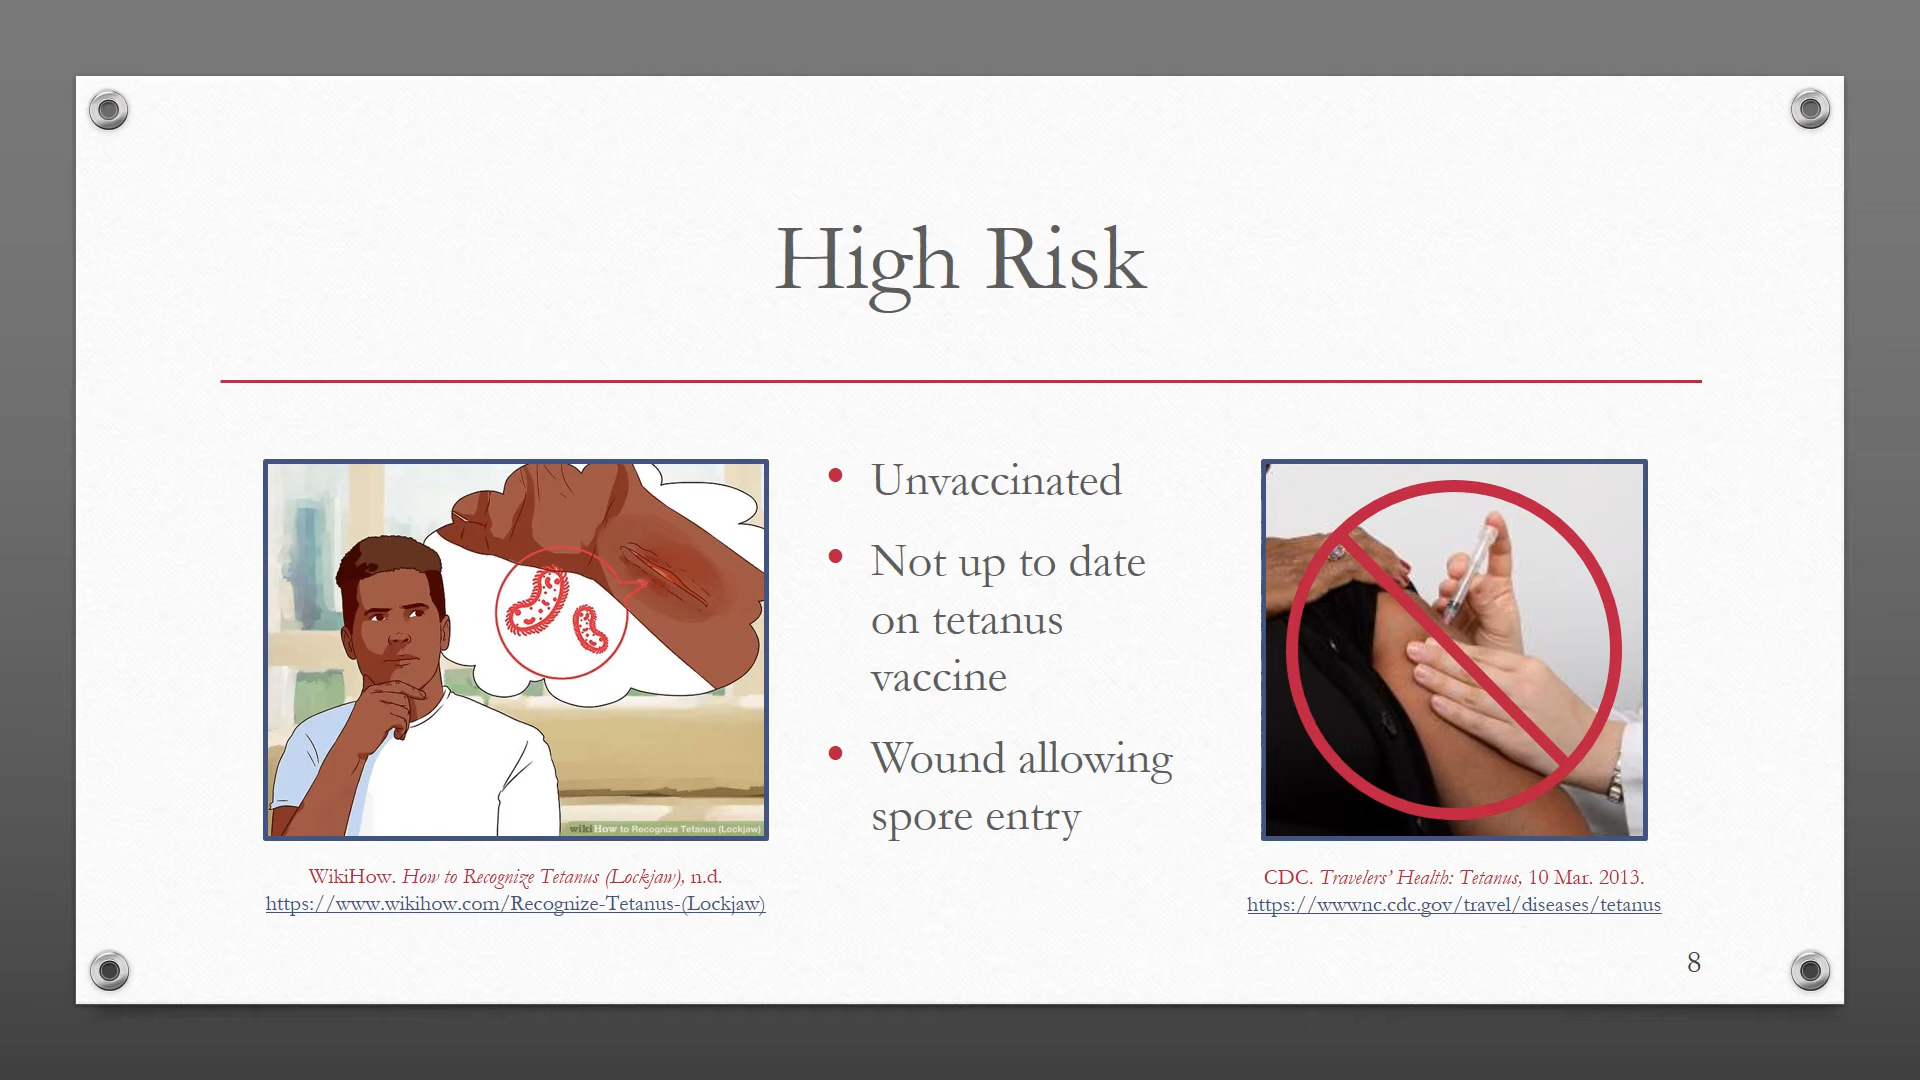 High Risk
• Unvaccinated
• Not up to date
on tetanus
vaccine
• Wound allowing
spore entry
wikiHow to Recognize Tetanus (Lockjaw)
WikiHow. How to Recognize Tetanus (Lockjaw), n.d.
https://www.wikihow.com/Recognize-Tetanus-(Lockjaw)
CDC. Travelers’ Health: Tetanus, 10 Mar. 2013.
https://wwwnc.cdc.gov/travel/diseases/tetanus
8